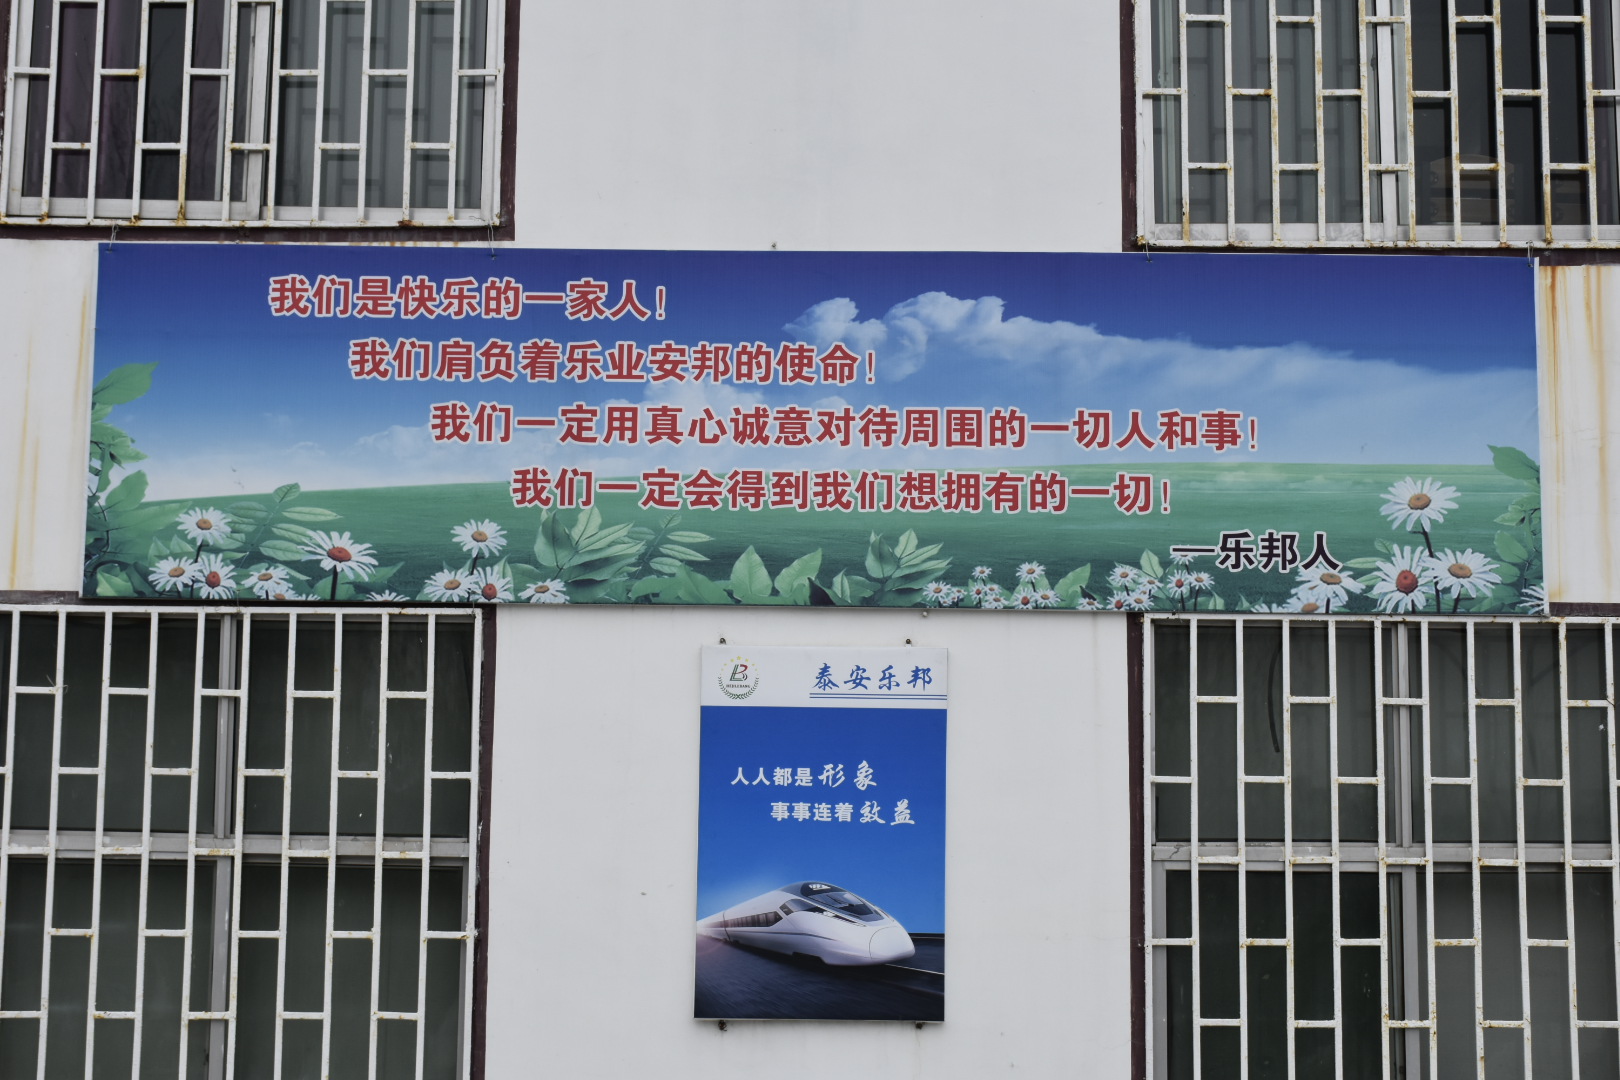 我们是快乐的一家人！
我们肩负着乐业安邦的使命！
我们一定用真心诚意对待周围的一切人和事！
我们一定会得到我们想拥有的一切！
—乐邦人
泰安乐邦
人人都是形象
事事连着效益